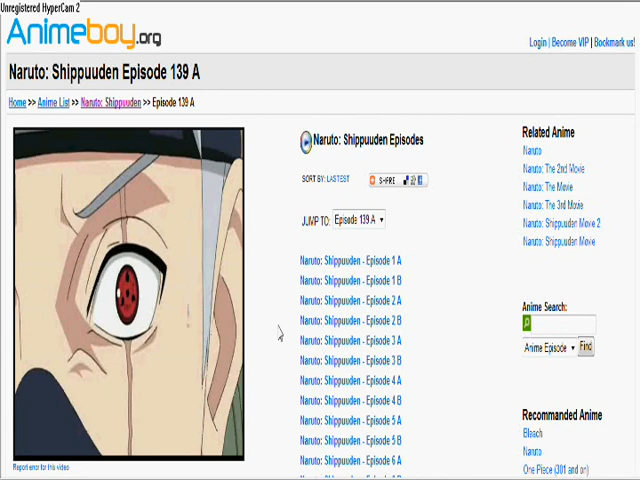 Unregistered HyperCam 2
Animeboy.org
Login | Become VIP | Bookmark us!
Naruto: Shippuuden Episode 139 A
Home >> Anime List >> Naruto: Shippuuden >> Episode 139 A
Naruto: Shippuuden Episodes
SORT BY: LASTEST
SHARE
JUMP TO: Episode 139 A
Naruto: Shippuuden - Episode 1 A
Naruto: Shippuuden - Episode 1 B
Naruto: Shippuuden - Episode 2 A
Naruto: Shippuuden - Episode 2 B
Naruto: Shippuuden - Episode 3 A
Naruto: Shippuuden - Episode 3 B
Naruto: Shippuuden - Episode 4 A
Naruto: Shippuuden - Episode 4 B
Naruto: Shippuuden - Episode 5 A
Naruto: Shippuuden - Episode 5 B
Naruto: Shippuuden - Episode 6 A
Related Anime
Naruto
Naruto: The 2nd Movie
Naruto: The Movie
Naruto: The 3rd Movie
Naruto: Shippuuden Movie 2
Naruto: Shippuuden Movie
Anime Search:
Anime Episode Find
Recommanded Anime
Bleach
Naruto
One Piece (301 and on)
Report error for this video